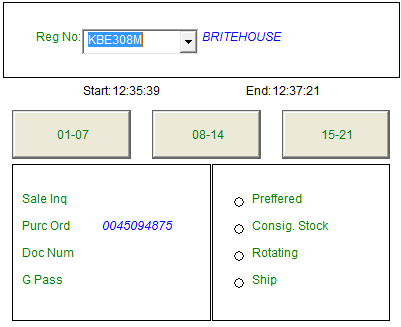 Reg No: KBE308M BRITEHOUSE
Start: 12:35:39 End: 12:37:21
01-07 08-14 15-21
Sale Inq
Purc Ord 0045094875
Doc Num
G Pass
Preffered
Consig. Stock
Rotating
Ship